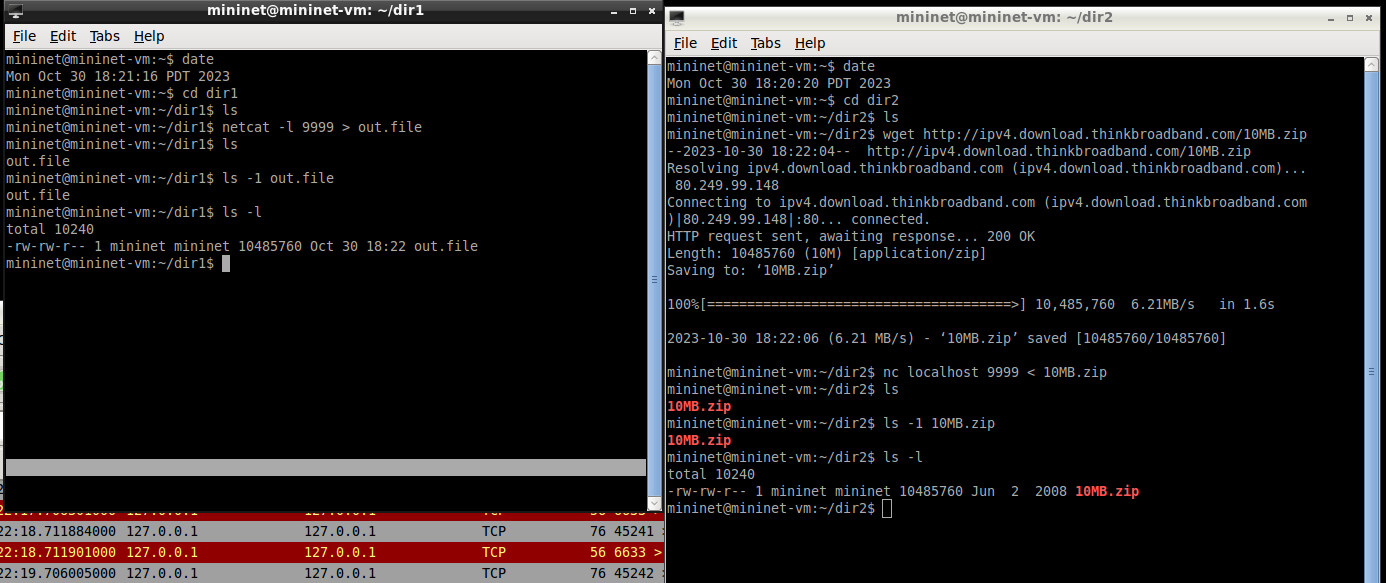 mininet@mininet-vm: ~/dir1
File Edit Tabs Help
mininet@mininet-vm:~$ date
Mon Oct 30 18:21:16 PDT 2023
mininet@mininet-vm:~$ cd dir1
mininet@mininet-vm:~/dir1$ ls
mininet@mininet-vm:~/dir1$ netcat -l 9999 > out.file
mininet@mininet-vm:~/dir1$ ls
out.file
mininet@mininet-vm:~/dir1$ ls -1 out.file
out.file
mininet@mininet-vm:~/dir1$ ls -l
total 10240
-rw-rw-r-- 1 mininet mininet 10485760 Oct 30 18:22 out.file
mininet@mininet-vm:~/dir1$
22:18.711884000 127.0.0.1 127.0.0.1 TCP 76 45241 >
22:18.711901000 127.0.0.1 127.0.0.1 TCP 56 6633 >
22:19.706005000 127.0.0.1 127.0.0.1 TCP 76 45242 >
mininet@mininet-vm: ~/dir2
File Edit Tabs Help
mininet@mininet-vm:~$ date
Mon Oct 30 18:20:20 PDT 2023
mininet@mininet-vm:~$ cd dir2
mininet@mininet-vm:~/dir2$ ls
mininet@mininet-vm:~/dir2$ wget http://ipv4.download.thinkbroadband.com/10MB.zip
--2023-10-30 18:22:04--  http://ipv4.download.thinkbroadband.com/10MB.zip
Resolving ipv4.download.thinkbroadband.com (ipv4.download.thinkbroadband.com)...
 80.249.99.148
Connecting to ipv4.download.thinkbroadband.com (ipv4.download.thinkbroadband.com
)|80.249.99.148|:80... connected.
HTTP request sent, awaiting response... 200 OK
Length: 10485760 (10M) [application/zip]
Saving to: ‘10MB.zip’
100%[======================================>] 10,485,760  6.21MB/s   in 1.6s
2023-10-30 18:22:06 (6.21 MB/s) - ‘10MB.zip’ saved [10485760/10485760]
mininet@mininet-vm:~/dir2$ nc localhost 9999 < 10MB.zip
mininet@mininet-vm:~/dir2$ ls
10MB.zip
mininet@mininet-vm:~/dir2$ ls -1 10MB.zip
10MB.zip
mininet@mininet-vm:~/dir2$ ls -l
total 10240
-rw-rw-r-- 1 mininet mininet 10485760 Jun  2  2008 10MB.zip
mininet@mininet-vm:~/dir2$